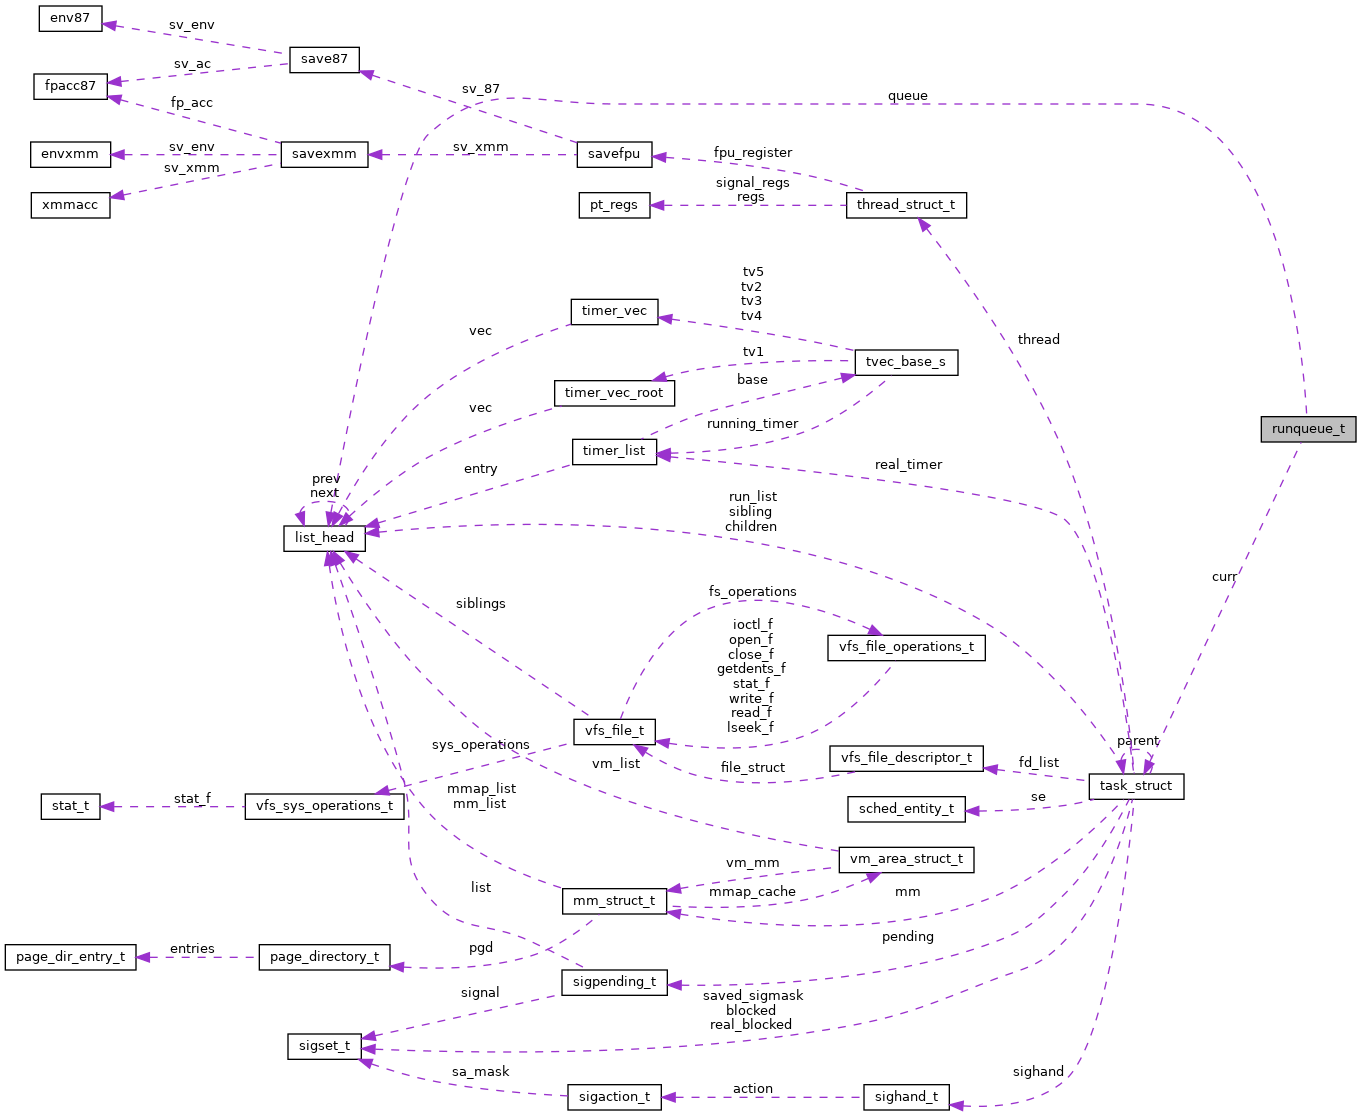 env87
sv_env
save87
sv_ac
fpacc87
sv_87
queue
fp_acc
envxmm
sv_env
savexmm
sv_xmm
savefpu
fpu_register
sv_xmm
xmmacc
signal_regs
regs
pt_regs
thread_struct_t
tv5
tv2
tv3
tv4
timer_vec
vec
thread
tv1
tvec_base_s
base
timer_vec_root
vec
running_timer
runqueue_t
timer_list
entry
real_timer
prev
next
run_list
sibling
children
list_head
curr
fs_operations
siblings
ioctl_f
open_f
close_f
getdents_f
stat_f
write_f
read_f
lseek_f
vfs_file_operations_t
vfs_file_t
sys_operations
vm_list
file_struct
vfs_file_descriptor_t
fd_list
parent
task_struct
stat_t
stat_f
vfs_sys_operations_t
mmap_list
mm_list
se
sched_entity_t
vm_area_struct_t
vm_mm
mmap_cache
mm
list
mm_struct_t
pending
page_dir_entry_t
entries
page_directory_t
pgd
sigpending_t
signal
saved_sigmask
blocked
real_blocked
sigset_t
sa_mask
sigaction_t
action
sighand_t
sighand